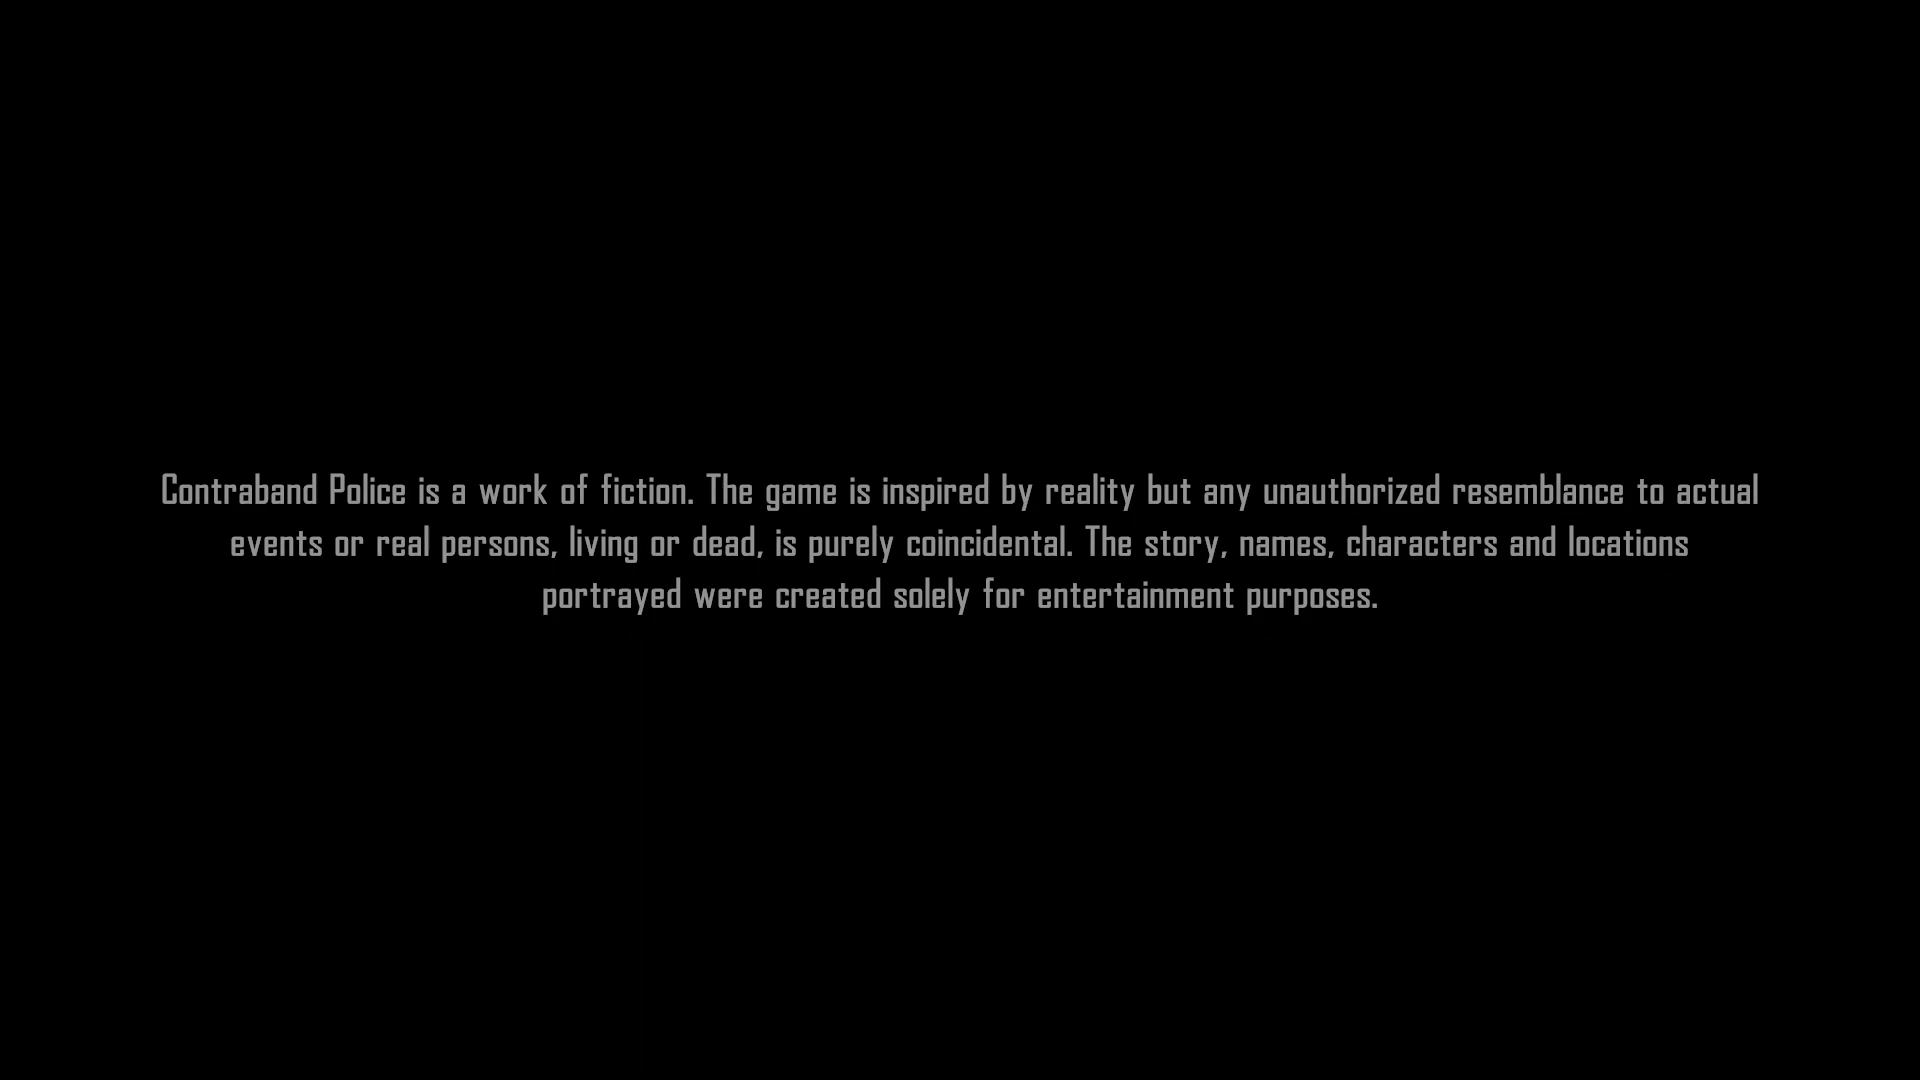 Contraband Police is a work of fiction. The game is inspired by reality but any unauthorized resemblance to actual
events or real persons, living or dead, is purely coincidental. The story, names, characters and locations
portrayed were created solely for entertainment purposes.